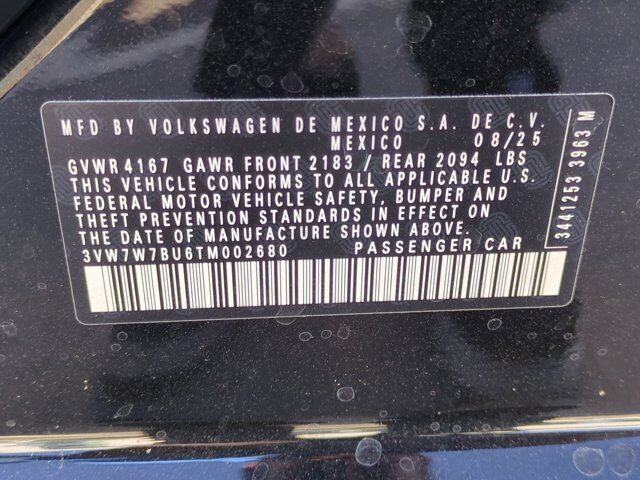 MFD BY VOLKSWAGEN DE MEXICO S.A. DE C.V.
MEXICO 08/25
GVWR 4167 GAWR FRONT 2183 / REAR 2094 LBS
THIS VEHICLE CONFORMS TO ALL APPLICABLE U.S.
FEDERAL MOTOR VEHICLE SAFETY, BUMPER AND
THEFT PREVENTION STANDARDS IN EFFECT ON
THE DATE OF MANUFACTURE SHOWN ABOVE.
3VW7W7BU6TM002680 PASSENGER CAR
3441253 3963 M